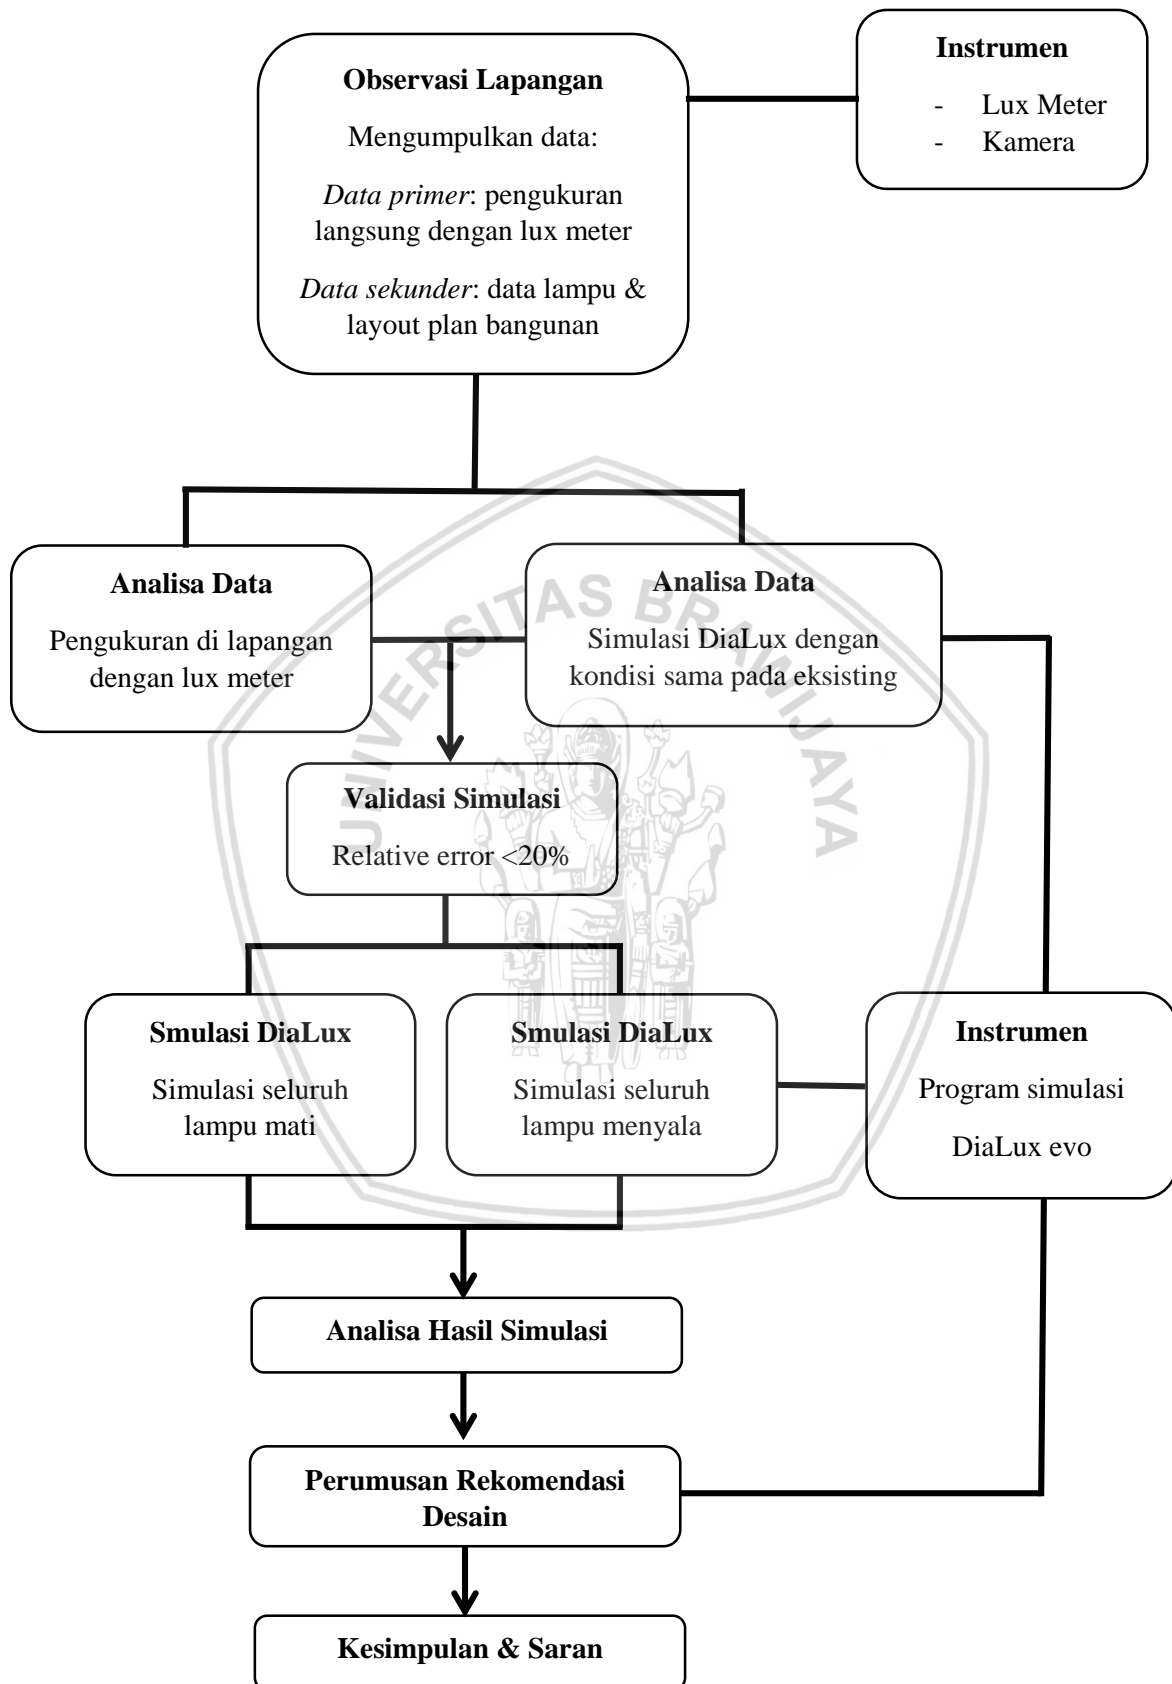 Observasi Lapangan
Mengumpulkan data:
Data primer: pengukuran
langsung dengan lux meter
Data sekunder: data lampu &
layout plan bangunan
Instrumen
- Lux Meter
- Kamera
Analisa Data
Pengukuran di lapangan
dengan lux meter
Analisa Data
Simulasi DiaLux dengan
kondisi sama pada eksisting
UNIVERSITAS BRAWIJAYA
Validasi Simulasi
Relative error <20%
Smulasi DiaLux
Simulasi seluruh
lampu mati
Smulasi DiaLux
Simulasi seluruh
lampu menyala
Instrumen
Program simulasi
DiaLux evo
Analisa Hasil Simulasi
Perumusan Rekomendasi
Desain
Kesimpulan & Saran